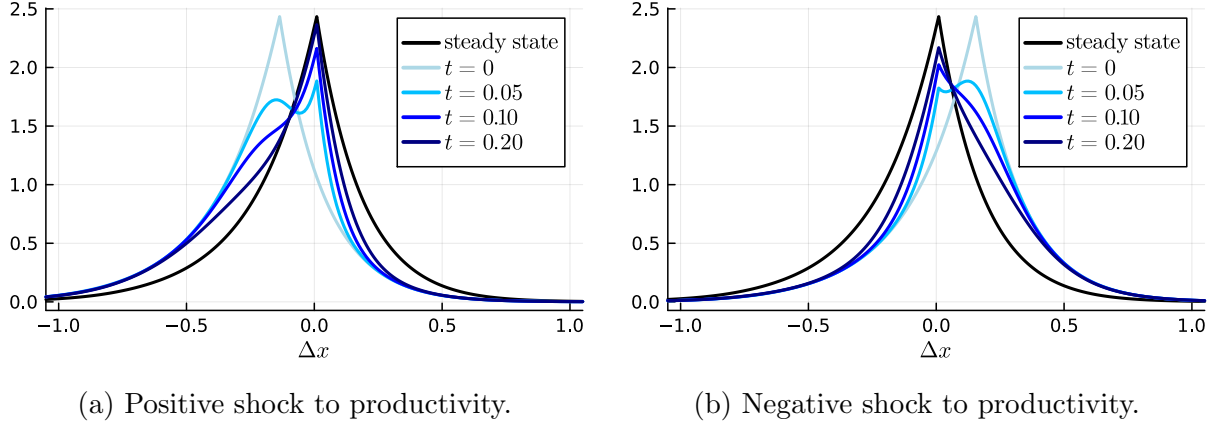 2.5
2.0
1.5
1.0
0.5
0.0
−1.0 −0.5 0.0 0.5 1.0
Δx
steady state
t = 0
t = 0.05
t = 0.10
t = 0.20
(a) Positive shock to productivity.
2.5
2.0
1.5
1.0
0.5
0.0
−1.0 −0.5 0.0 0.5 1.0
Δx
steady state
t = 0
t = 0.05
t = 0.10
t = 0.20
(b) Negative shock to productivity.